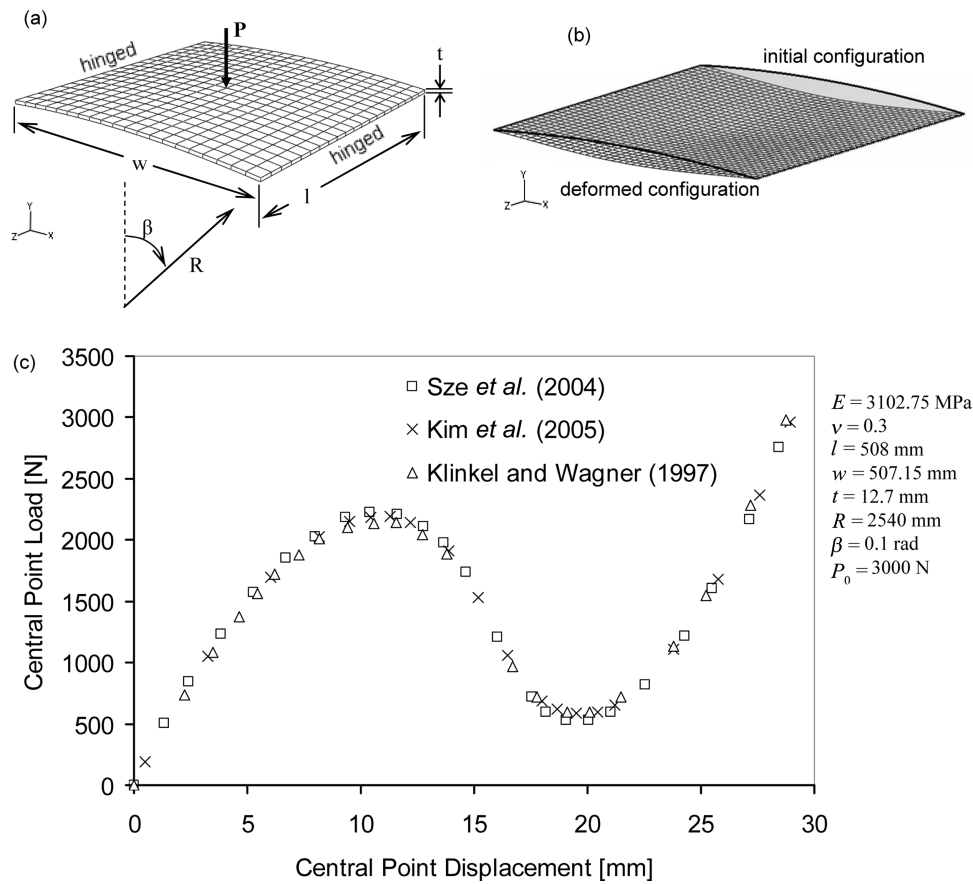 (a)
P
hinged
t
hinged
w
l
β
R
Y
Z
X
(b)
initial configuration
deformed configuration
Y
Z
X
(c)
Central Point Load [N]
3500
3000
2500
2000
1500
1000
500
0
Sze et al. (2004)
Kim et al. (2005)
Klinkel and Wagner (1997)
0 5 10 15 20 25 30
Central Point Displacement [mm]
E = 3102.75 MPa
ν = 0.3
l = 508 mm
w = 507.15 mm
t = 12.7 mm
R = 2540 mm
β = 0.1 rad
P₀ = 3000 N